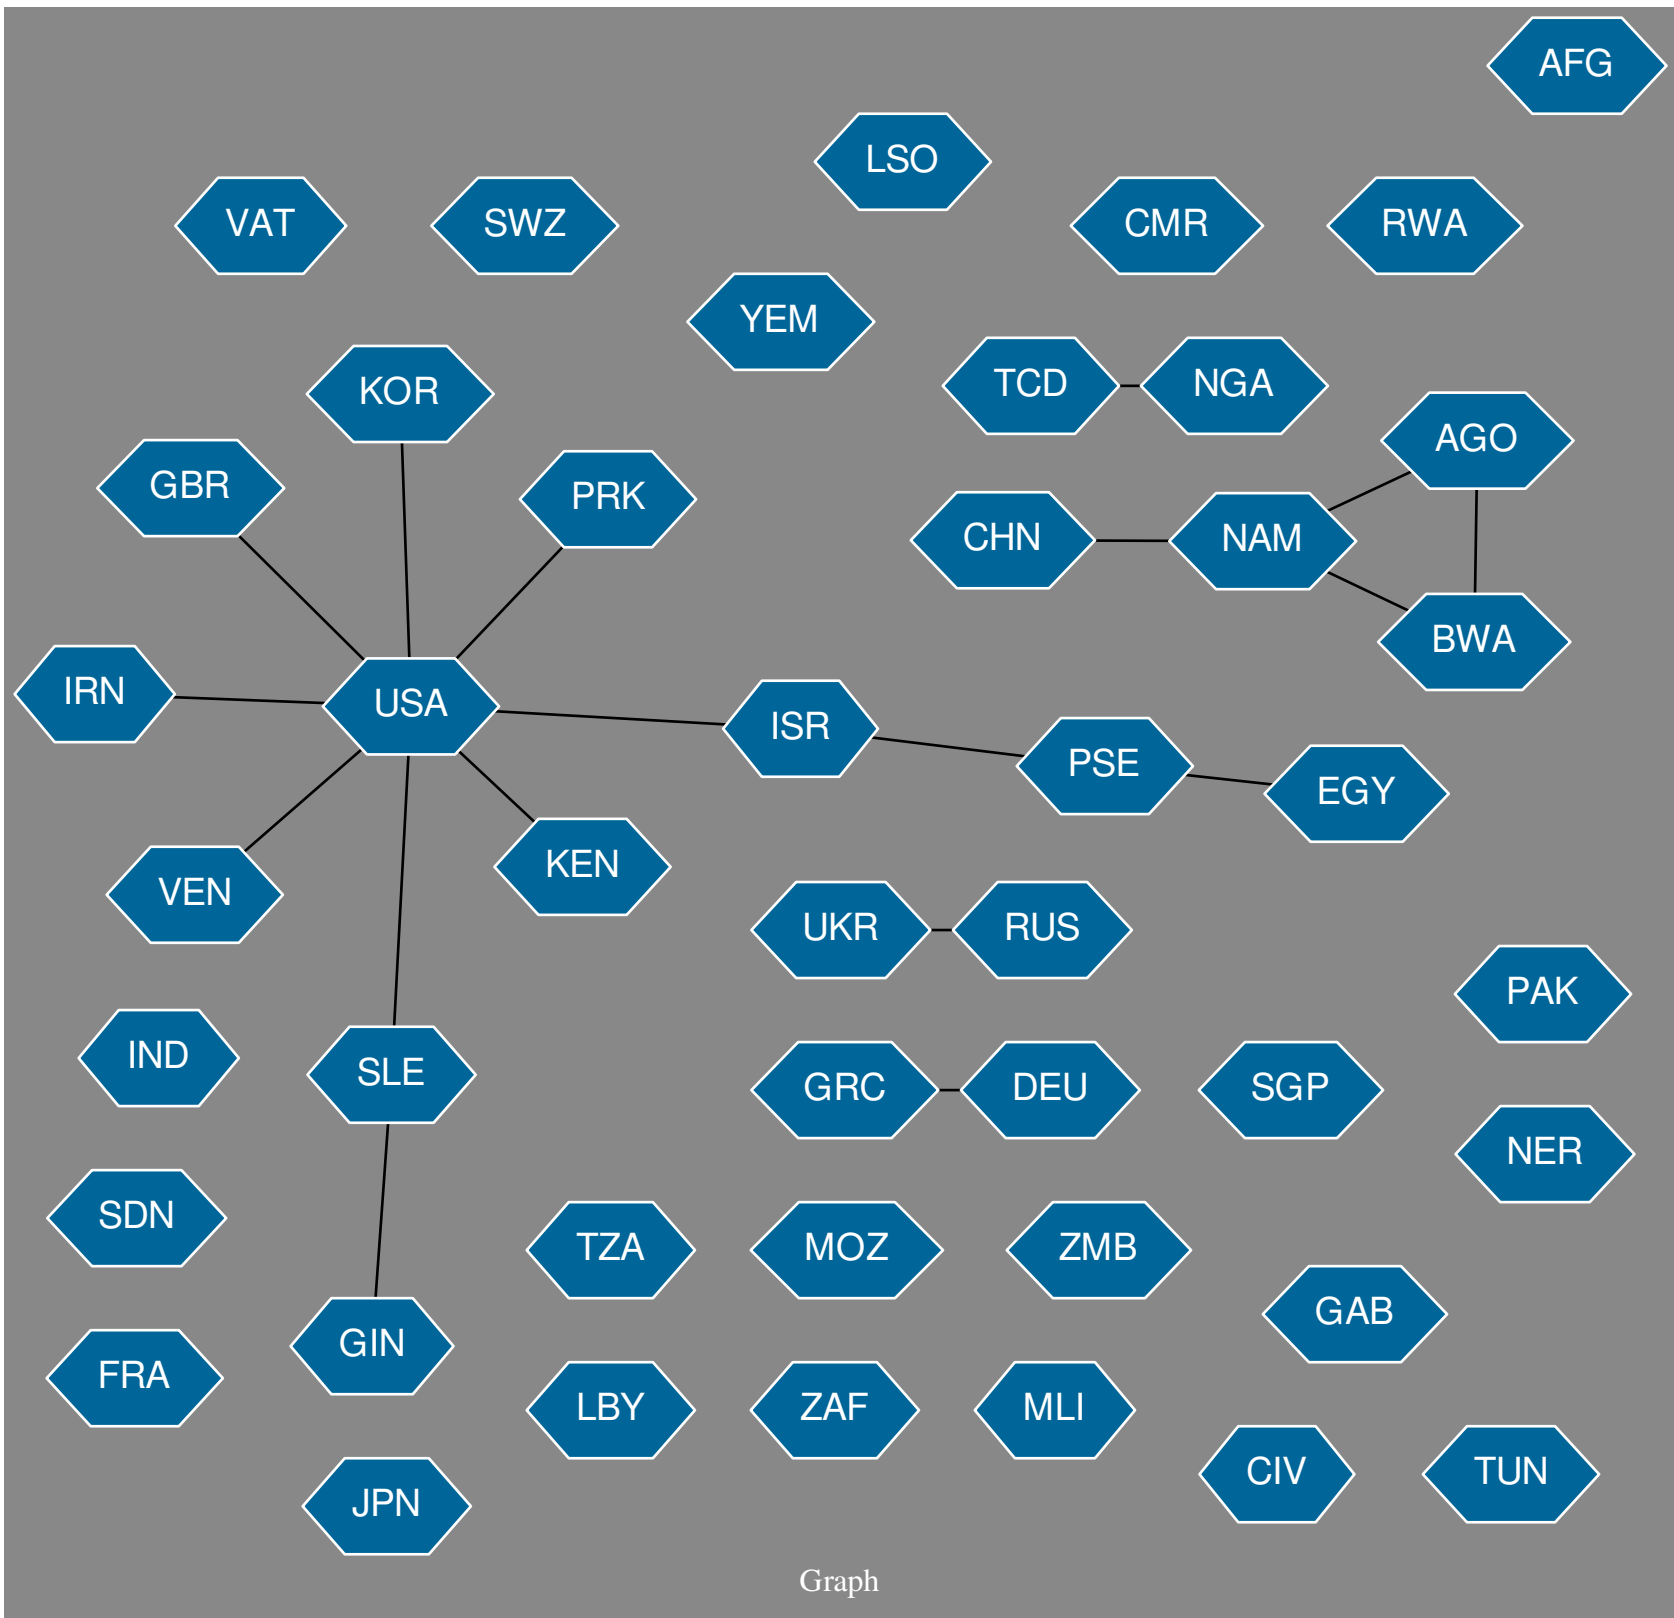 AFG
LSO
VAT
SWZ
CMR
RWA
YEM
KOR
TCD
NGA
AGO
GBR
PRK
CHN
NAM
BWA
IRN
USA
ISR
PSE
EGY
KEN
VEN
UKR
RUS
PAK
IND
SLE
GRC
DEU
SGP
NER
SDN
TZA
MOZ
ZMB
GAB
GIN
FRA
LBY
ZAF
MLI
CIV
TUN
JPN
Graph